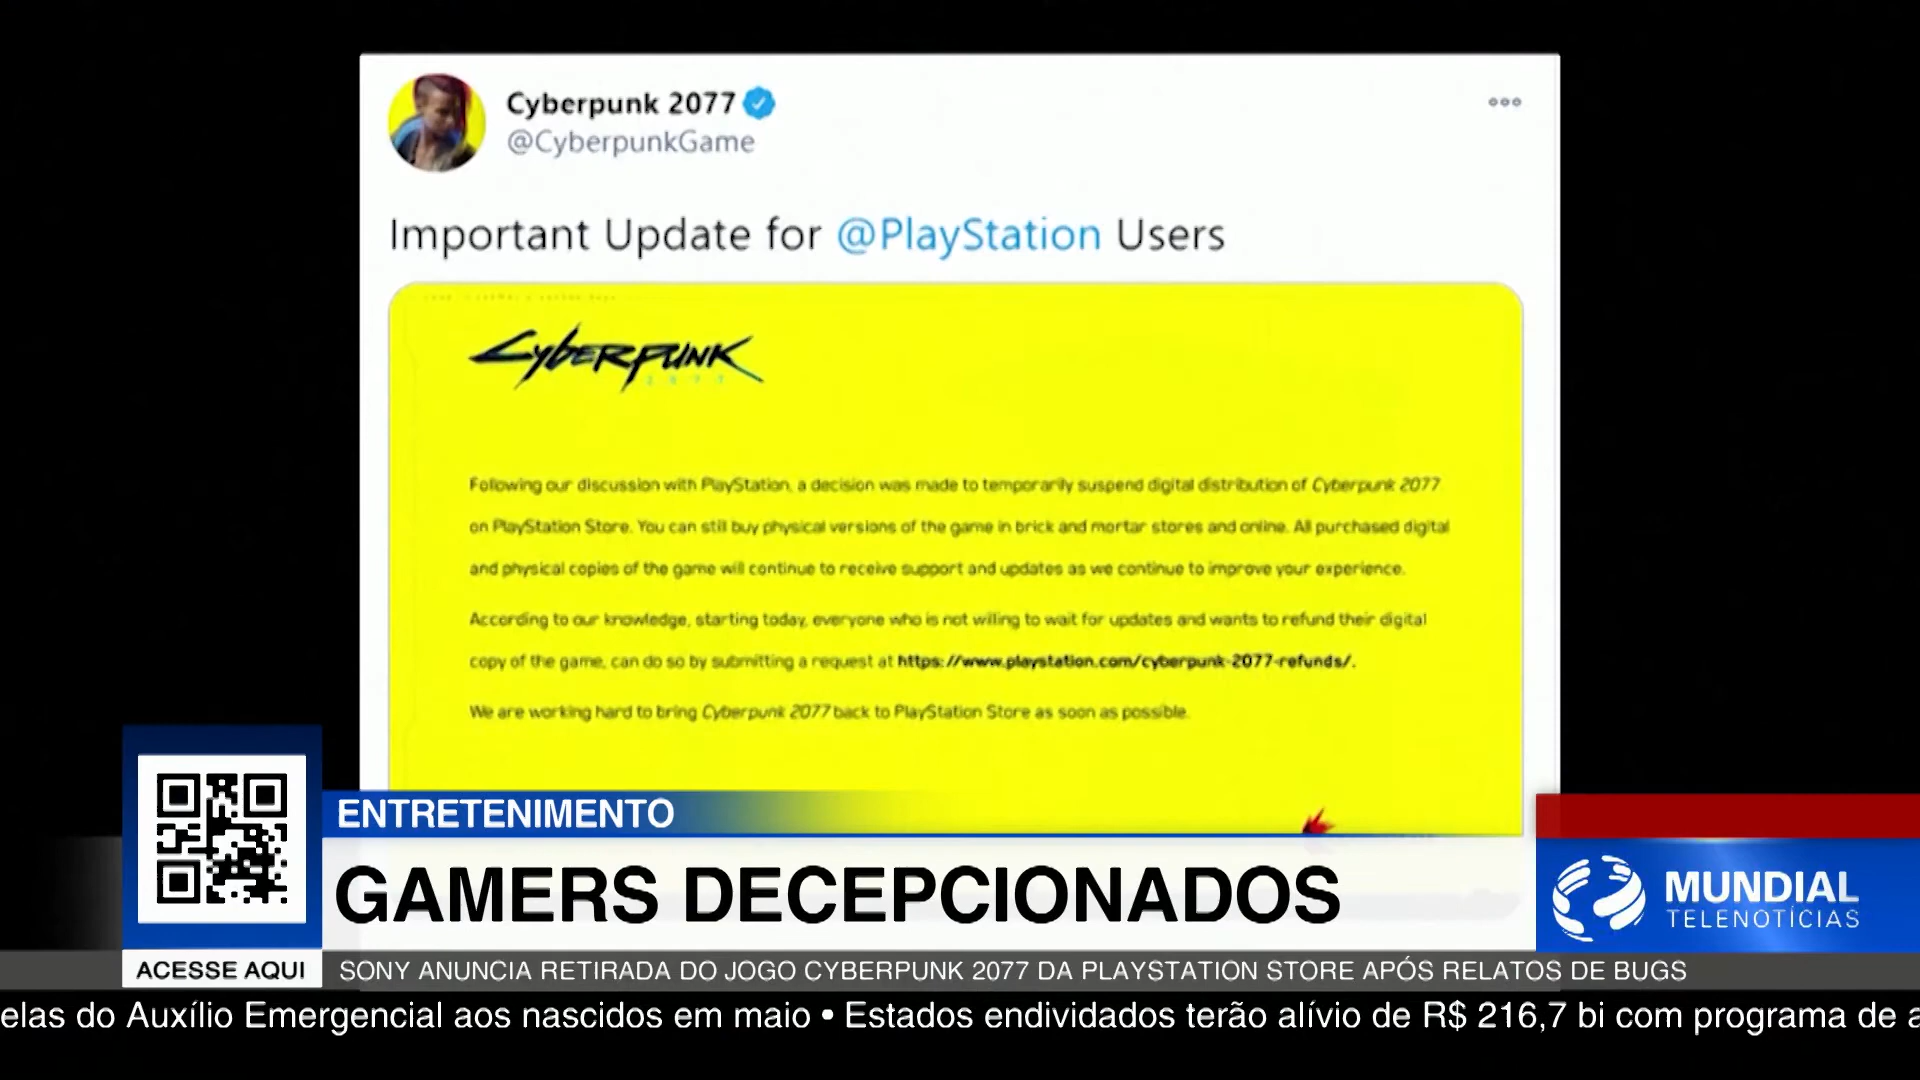 Cyberpunk 2077
@CyberpunkGame
Important Update for @PlayStation Users
Cyberpunk
2077
Following our discussion with PlayStation, a decision was made to temporarily suspend digital distribution of Cyberpunk 2077
on PlayStation Store. You can still buy physical versions of the game in brick and mortar stores and online. All purchased digital
and physical copies of the game will continue to receive support and updates as we continue to improve your experience.
According to our knowledge, starting today, everyone who is not willing to wait for updates and wants to refund their digital
copy of the game, can do so by submitting a request at https://www.playstation.com/cyberpunk-2077-refunds/.
We are working hard to bring Cyberpunk 2077 back to PlayStation Store as soon as possible.
ENTRETENIMENTO
GAMERS DECEPCIONADOS
MUNDIAL
TELENOTÍCIAS
ACESSE AQUI
SONY ANUNCIA RETIRADA DO JOGO CYBERPUNK 2077 DA PLAYSTATION STORE APÓS RELATOS DE BUGS
elas do Auxílio Emergencial aos nascidos em maio • Estados endividados terão alívio de R$ 216,7 bi com programa de a